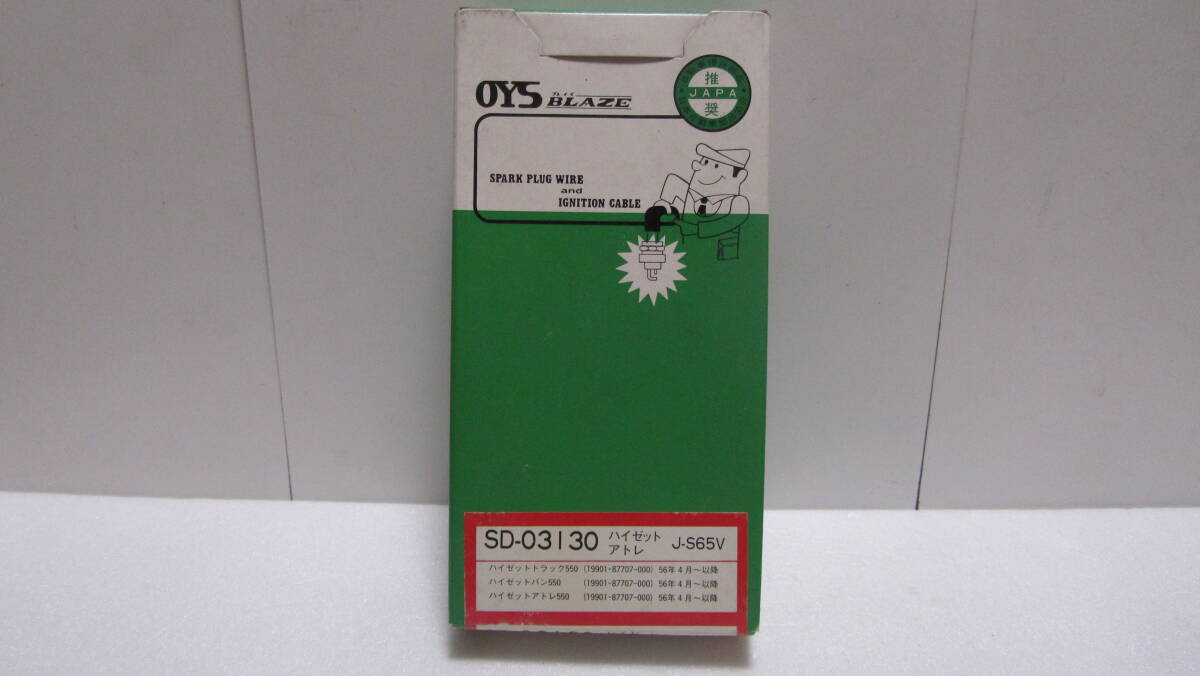 OYS ブレイズ BLAZE
推
JAPA
奨
SPARK PLUG WIRE
and
IGNITION CABLE
SD-03130 ハイゼット アトレ J-S65V
ハイゼットトラック550 (19901-87707-000) 56年4月〜以降
ハイゼットバン550 (19901-87707-000) 56年4月〜以降
ハイゼットアトレ550 (19901-87707-000) 56年4月〜以降